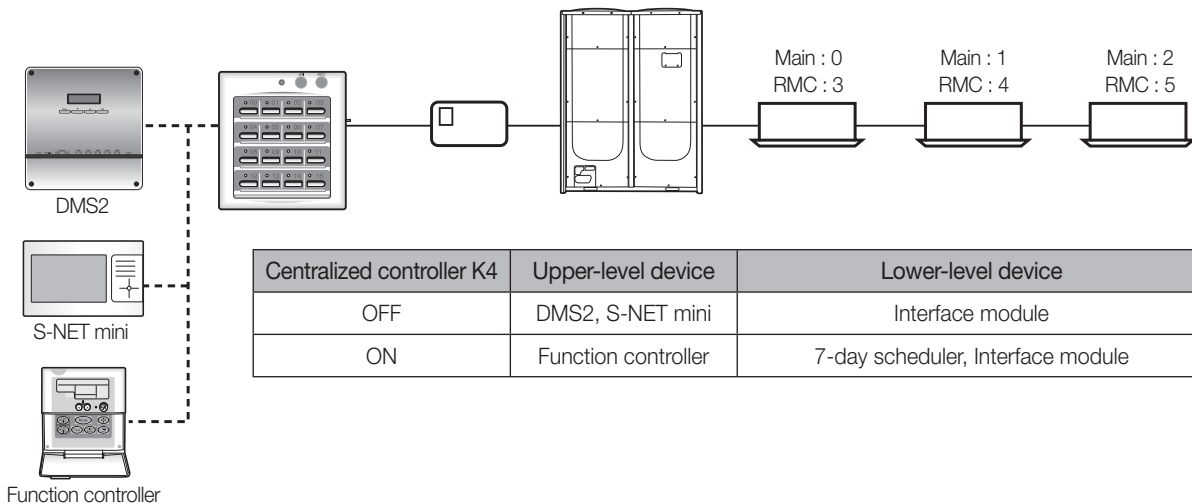 Main : 0
RMC : 3
Main : 1
RMC : 4
Main : 2
RMC : 5
DMS2
S-NET mini
Function controller
Centralized controller K4 Upper-level device Lower-level device
OFF DMS2, S-NET mini Interface module
ON Function controller 7-day scheduler, Interface module